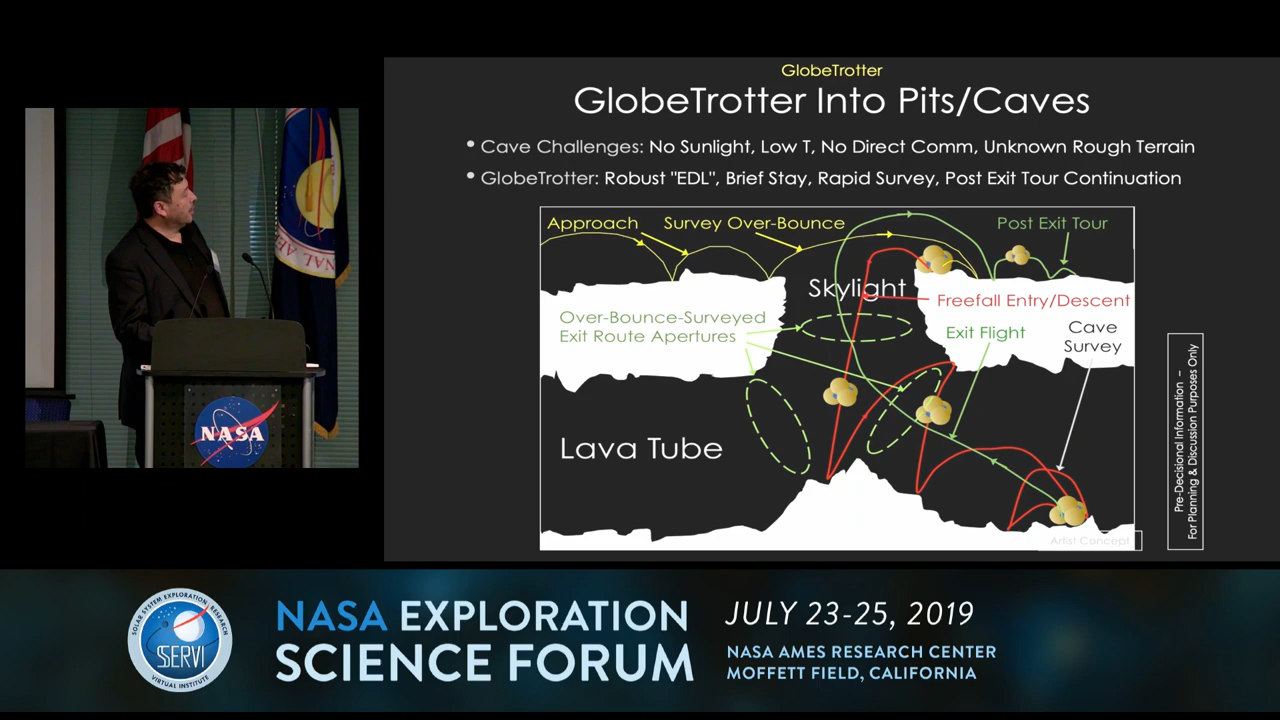 GlobeTrotter
GlobeTrotter Into Pits/Caves
• Cave Challenges: No Sunlight, Low T, No Direct Comm, Unknown Rough Terrain
• GlobeTrotter: Robust "EDL", Brief Stay, Rapid Survey, Post Exit Tour Continuation
Approach
Survey Over-Bounce
Post Exit Tour
Skylight
Freefall Entry/Descent
Over-Bounce-Surveyed
Exit Route Apertures
Exit Flight
Cave
Survey
Lava Tube
Artist Concept
Pre-Decisional Information –
For Planning & Discussion Purposes Only
NASA
SOLAR SYSTEM EXPLORATION RESEARCH
SSERVI
VIRTUAL INSTITUTE
NASA EXPLORATION
SCIENCE FORUM
JULY 23-25, 2019
NASA AMES RESEARCH CENTER
MOFFETT FIELD, CALIFORNIA